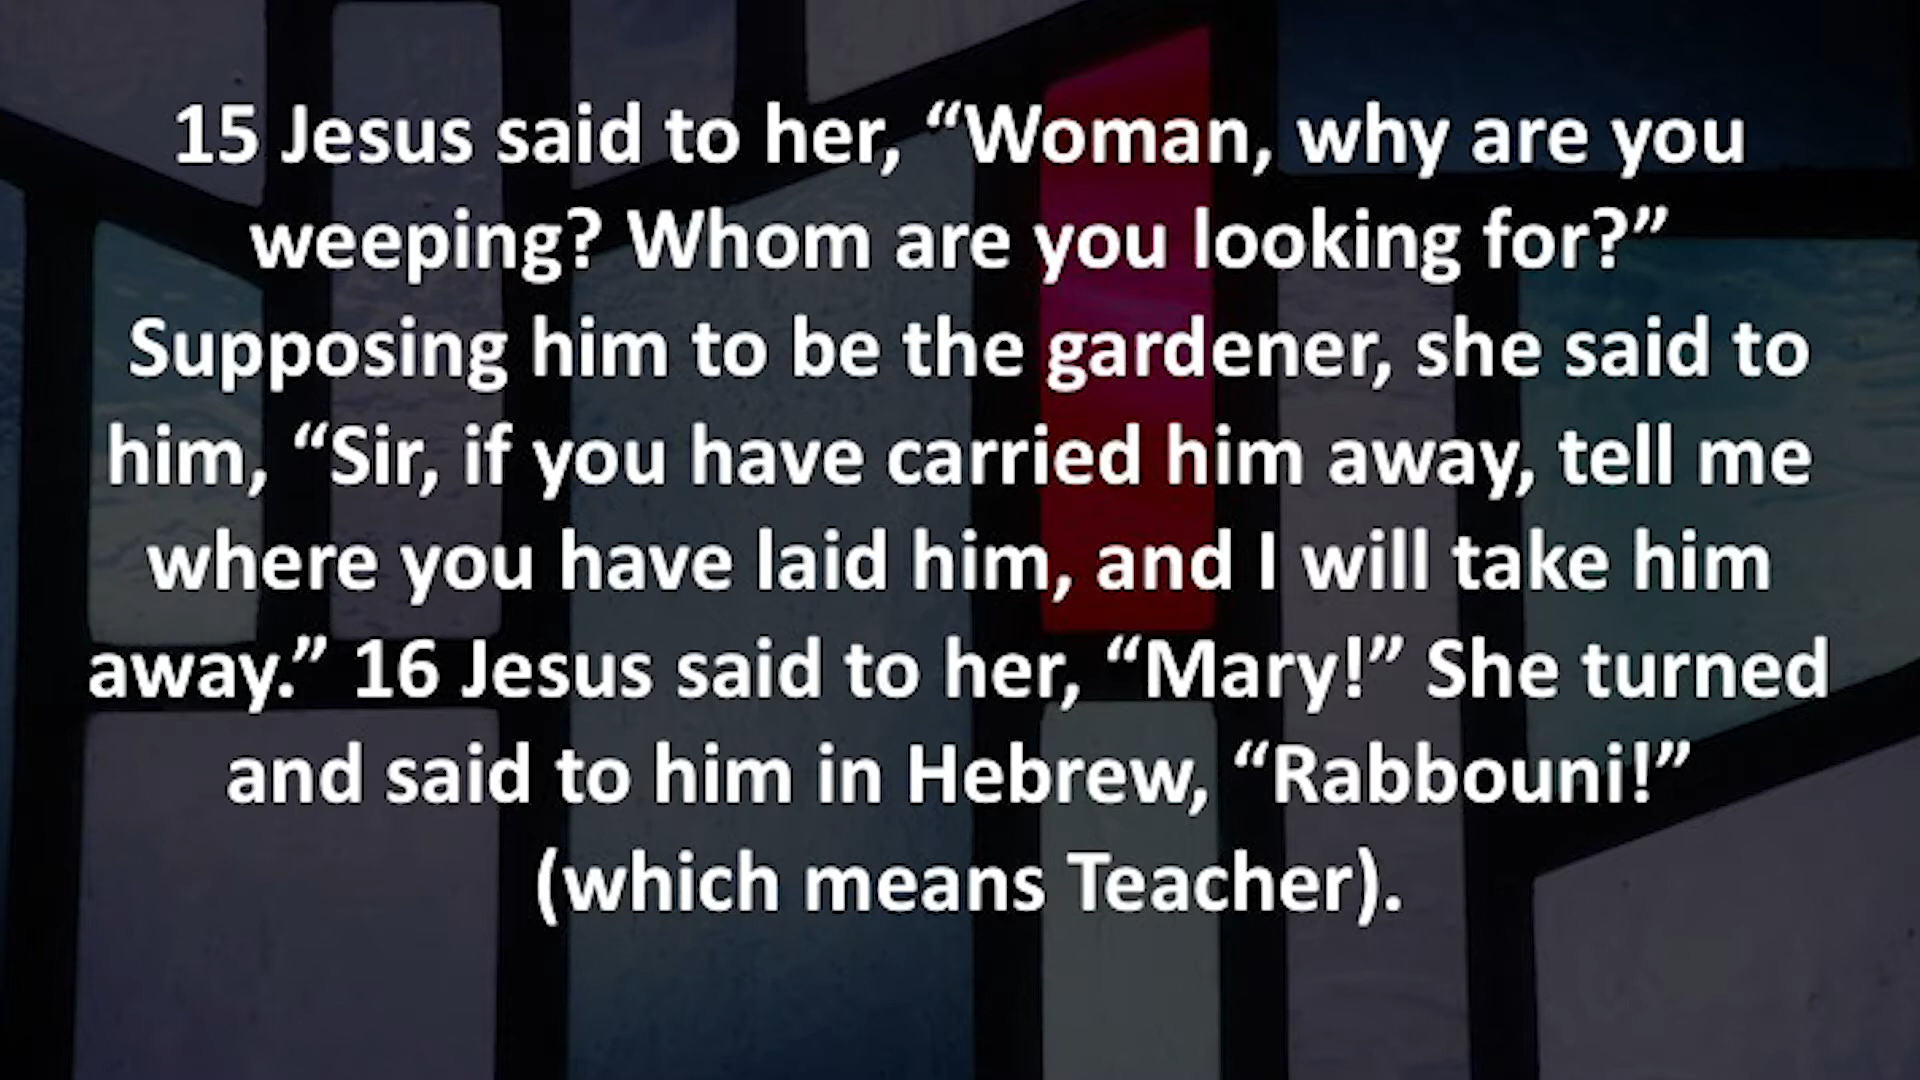 15 Jesus said to her, “Woman, why are you
weeping? Whom are you looking for?”
Supposing him to be the gardener, she said to
him, “Sir, if you have carried him away, tell me
where you have laid him, and I will take him
away.” 16 Jesus said to her, “Mary!” She turned
and said to him in Hebrew, “Rabbouni!”
(which means Teacher).